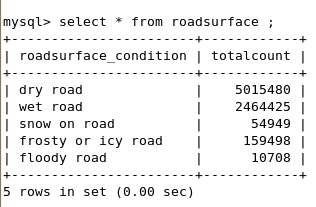 mysql> select * from roadsurface ;
+----------------------+------------+
| roadsurface_condition | totalcount |
+----------------------+------------+
| dry road              |    5015480 |
| wet road              |    2464425 |
| snow on road          |      54949 |
| frosty or icy road    |     159498 |
| floody road           |      10708 |
+----------------------+------------+
5 rows in set (0.00 sec)